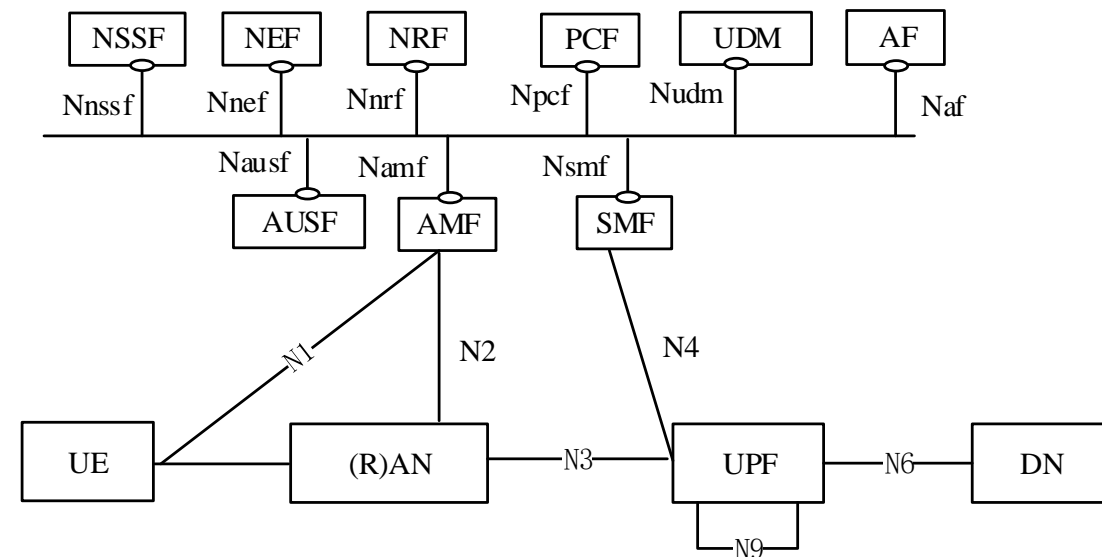 NSSF NEF NRF PCF UDM AF
Nnssf Nnef Nnrf Npcf Nudm Naf
Nausf Namf Nsmf
AUSF AMF SMF
N1 N2 N4
UE (R)AN N3 UPF N6 DN
N9